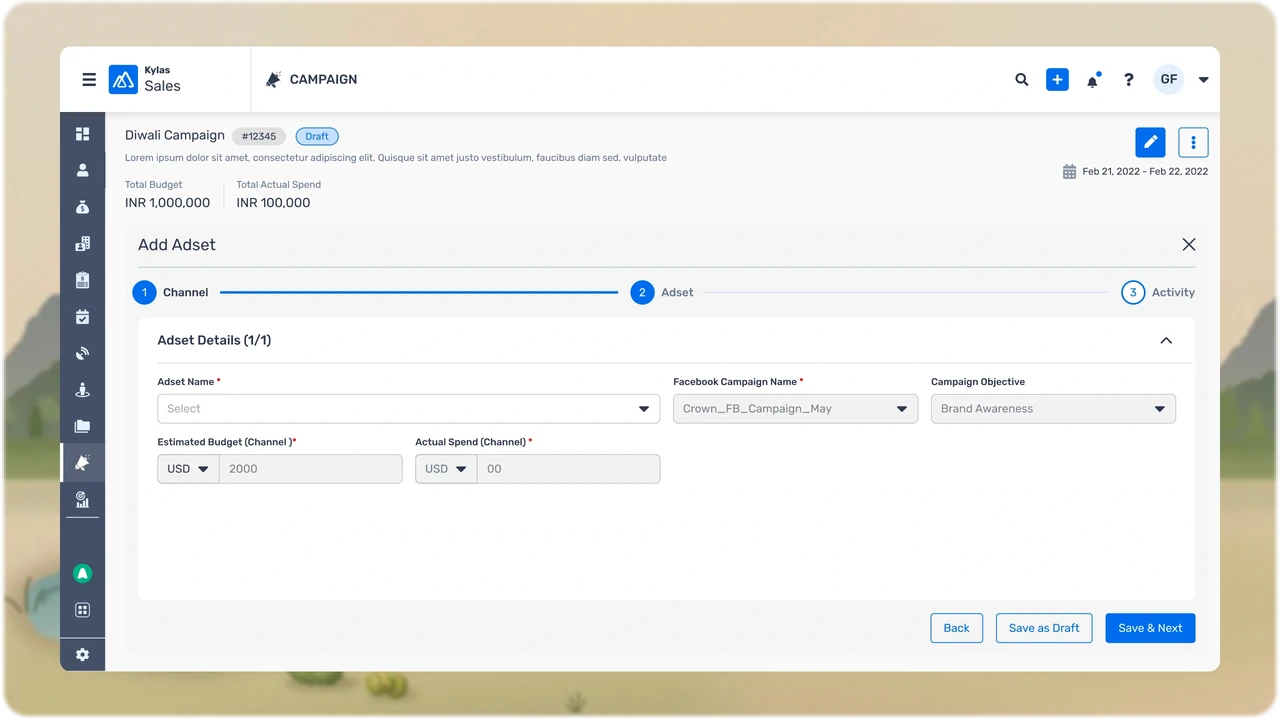 Kylas
Sales
CAMPAIGN
GF
Diwali Campaign #12345 Draft
Lorem ipsum dolor sit amet, consectetur adipiscing elit. Quisque sit amet justo vestibulum, faucibus diam sed, vulputate
Feb 21, 2022 - Feb 22, 2022
Total Budget Total Actual Spend
INR 1,000,000 INR 100,000
Add Adset
1 Channel 2 Adset 3 Activity
Adset Details (1/1)
Adset Name * Facebook Campaign Name * Campaign Objective
Select Crown_FB_Campaign_May Brand Awareness
Estimated Budget (Channel )* Actual Spend (Channel) *
USD 2000 USD 00
Back Save as Draft Save & Next